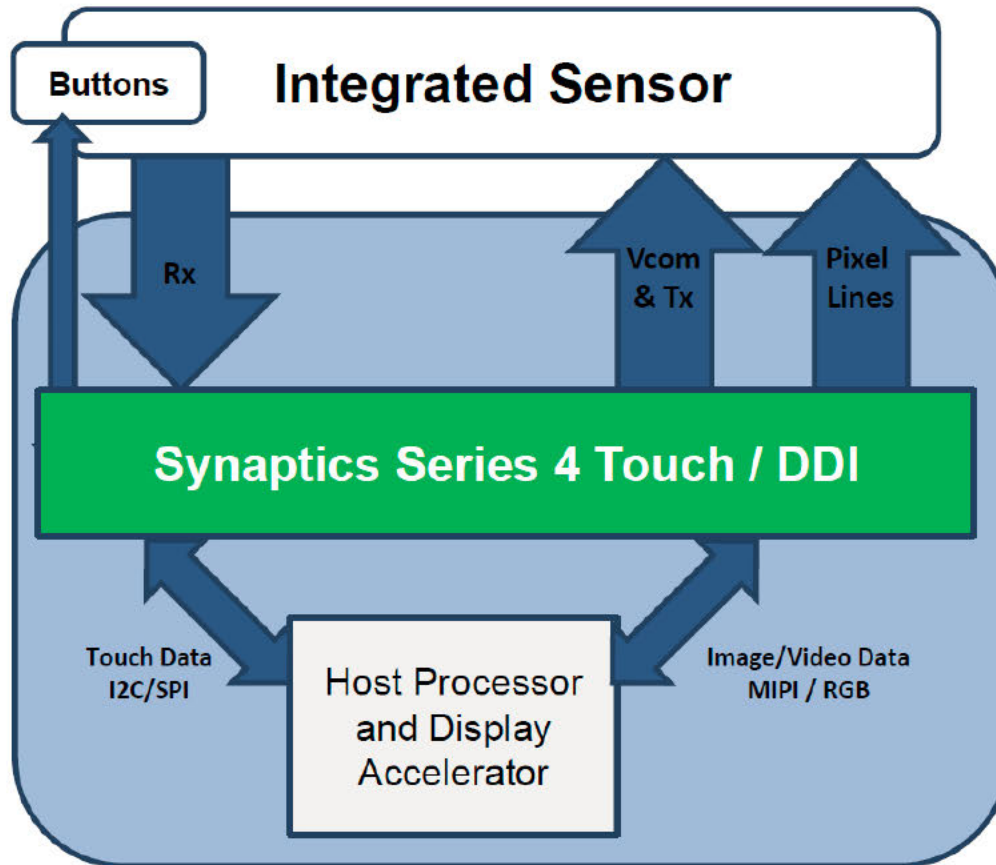 Buttons
Integrated Sensor
Rx
Vcom
& Tx
Pixel
Lines
Synaptics Series 4 Touch / DDI
Touch Data
I2C/SPI
Host Processor
and Display
Accelerator
Image/Video Data
MIPI / RGB